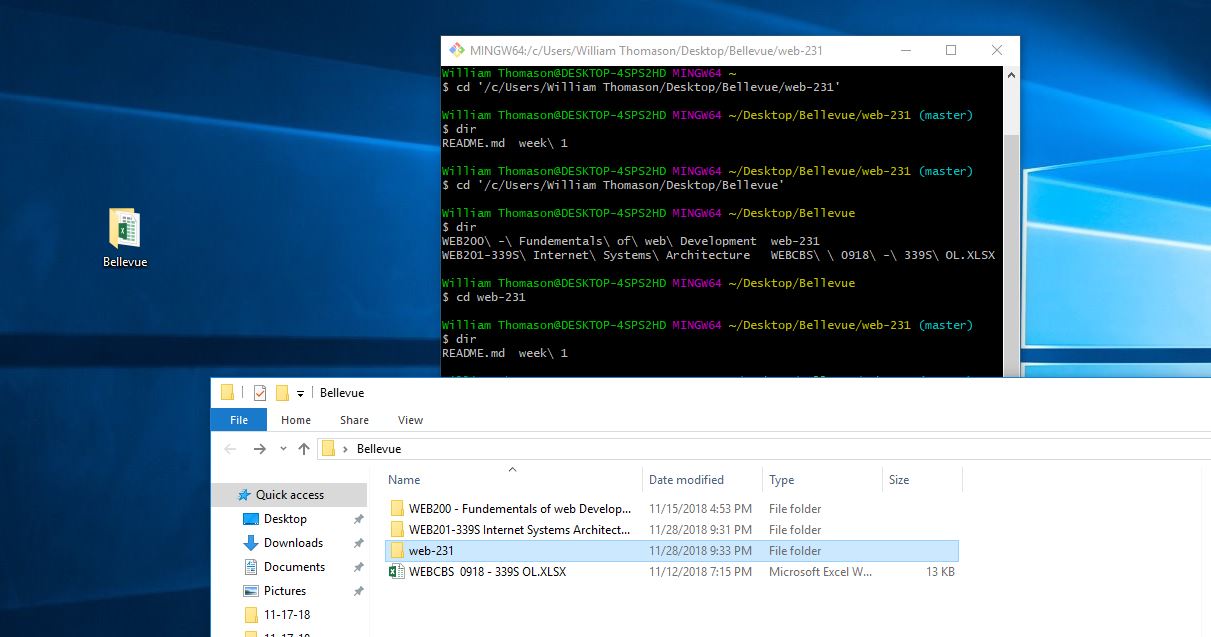 MINGW64:/c/Users/William Thomason/Desktop/Bellevue/web-231
William Thomason@DESKTOP-4SPS2HD MINGW64 ~
$ cd '/c/Users/William Thomason/Desktop/Bellevue/web-231'
William Thomason@DESKTOP-4SPS2HD MINGW64 ~/Desktop/Bellevue/web-231 (master)
$ dir
README.md  week\ 1
William Thomason@DESKTOP-4SPS2HD MINGW64 ~/Desktop/Bellevue/web-231 (master)
$ cd '/c/Users/William Thomason/Desktop/Bellevue'
William Thomason@DESKTOP-4SPS2HD MINGW64 ~/Desktop/Bellevue
$ dir
WEB200\ -\ Fundementals\ of\ web\ Development  web-231
WEB201-339S\ Internet\ Systems\ Architecture   WEBCBS\ \ 0918\ -\ 339S\ OL.XLSX
William Thomason@DESKTOP-4SPS2HD MINGW64 ~/Desktop/Bellevue
$ cd web-231
William Thomason@DESKTOP-4SPS2HD MINGW64 ~/Desktop/Bellevue/web-231 (master)
$ dir
README.md  week\ 1
Bellevue
Bellevue
File Home Share View
Bellevue
Name Date modified Type Size
Quick access
Desktop
Downloads
Documents
Pictures
11-17-18
WEB200 - Fundementals of web Develop... 11/15/2018 4:53 PM File folder
WEB201-339S Internet Systems Architect... 11/28/2018 9:31 PM File folder
web-231 11/28/2018 9:33 PM File folder
WEBCBS  0918 - 339S OL.XLSX 11/12/2018 7:15 PM Microsoft Excel W... 13 KB